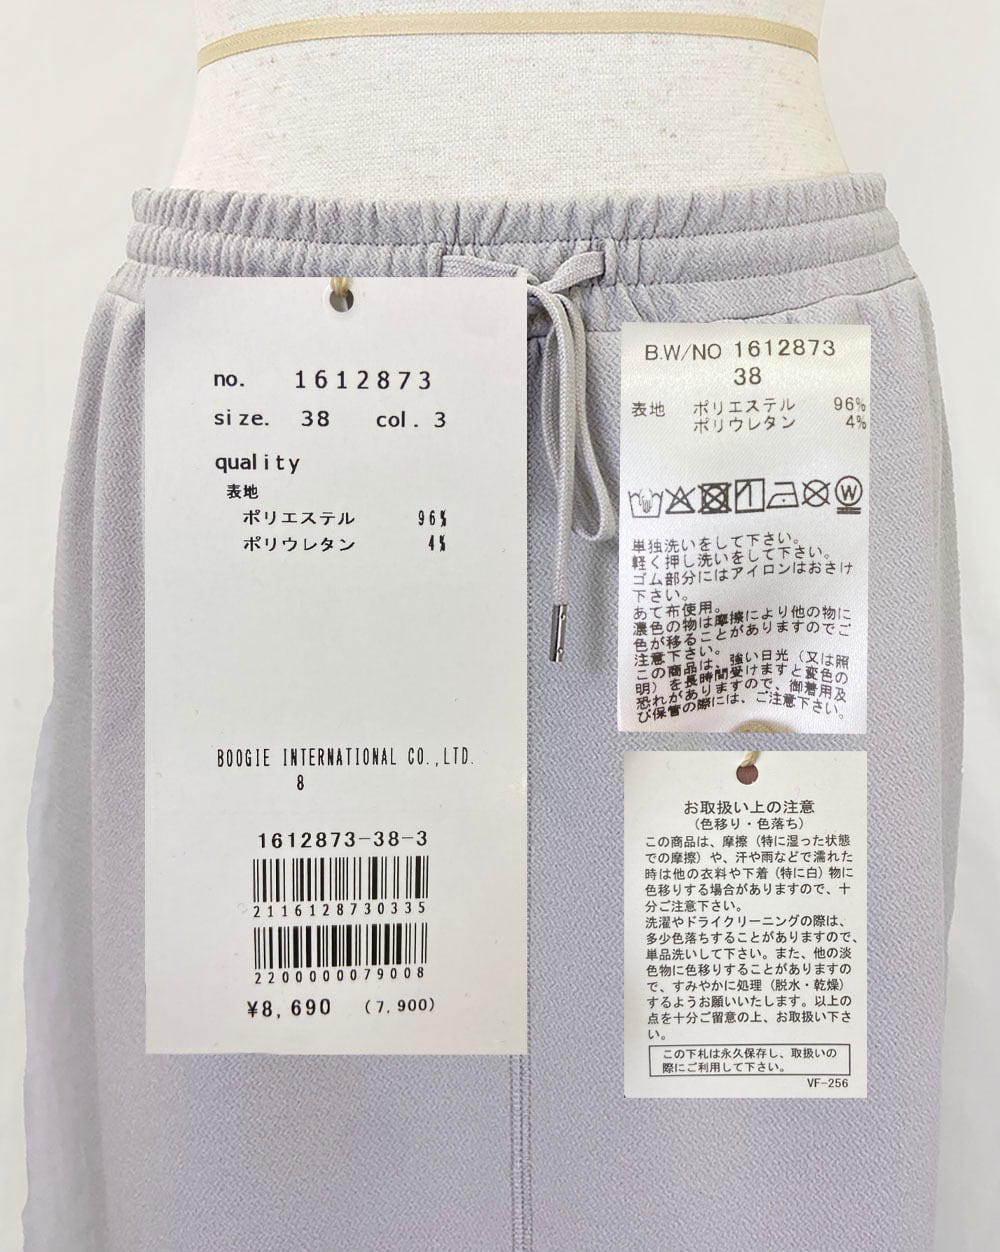 no. 1612873
size. 38 col. 3
quality
表地
ポリエステル 96%
ポリウレタン 4%
BOOGIE INTERNATIONAL CO.,LTD.
8
1612873-38-3
2116128730335
2200000079008
¥8,690 (7,900)
B.W/NO 1612873
38
表地 ポリエステル 96%
ポリウレタン 4%
W
単独洗いをして下さい。
軽く押し洗いをして下さい。
ゴム部分にはアイロンはおさけ
下さい。
あて布使用。
濃色の物は摩擦により他の物に
色が移ることがありますのでご
注意下さい。
この商品は、強い日光(又は照
明)を長時間受けますと変色の
恐れがありますので、御着用及
び保管の際には、ご注意下さい。
お取扱い上の注意
(色移り・色落ち)
この商品は、摩擦(特に湿った状態
での摩擦)や、汗や雨などで濡れた
時は他の衣料や下着(特に白)物に
色移りする場合がありますので、十
分ご注意下さい。
洗濯やドライクリーニングの際は、
多少色落ちすることがありますので、
単品洗いして下さい。また、他の淡
色物に色移りすることがありますの
で、すみやかに処理(脱水・乾燥)
するようお願いいたします。以上の
点を十分ご留意の上、お取扱い下さ
い。
この下札は永久保存し、取扱いの
際にご利用して下さい。
VF-256